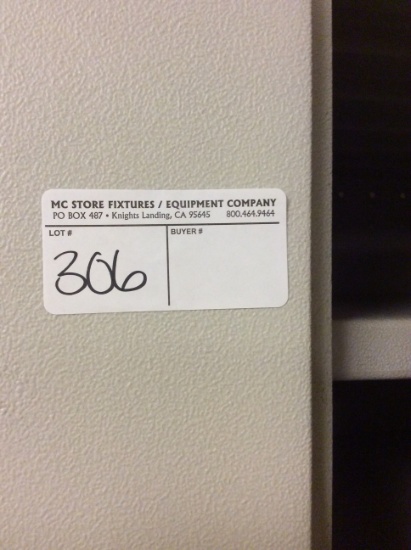 MC STORE FIXTURES / EQUIPMENT COMPANY
PO BOX 487 • Knights Landing, CA 95645 800.464.9464
LOT # BUYER #
306